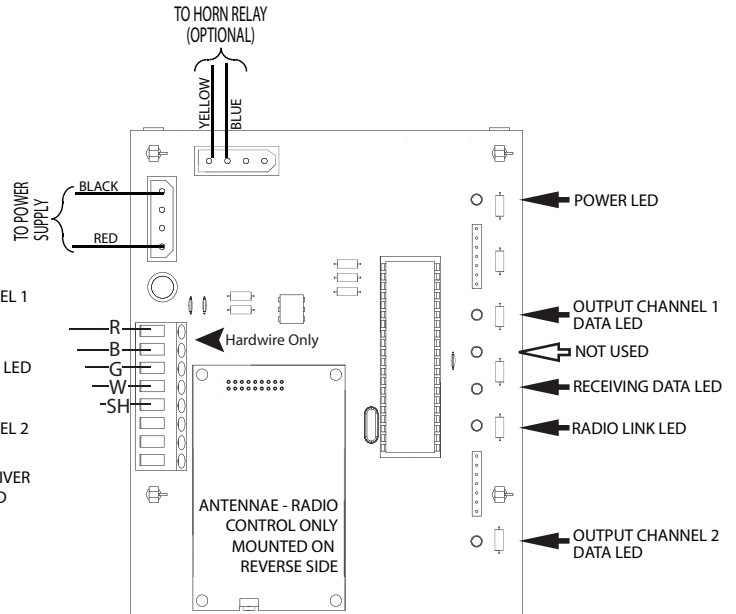 TO HORN RELAY
(OPTIONAL)
YELLOW
BLUE
TO POWER
SUPPLY
BLACK
RED
POWER LED
EL 1
R
B
G
W
SH
Hardwire Only
OUTPUT CHANNEL 1
DATA LED
NOT USED
LED
RECEIVING DATA LED
EL 2
RADIO LINK LED
IVER
D
ANTENNAE - RADIO
CONTROL ONLY
MOUNTED ON
REVERSE SIDE
OUTPUT CHANNEL 2
DATA LED